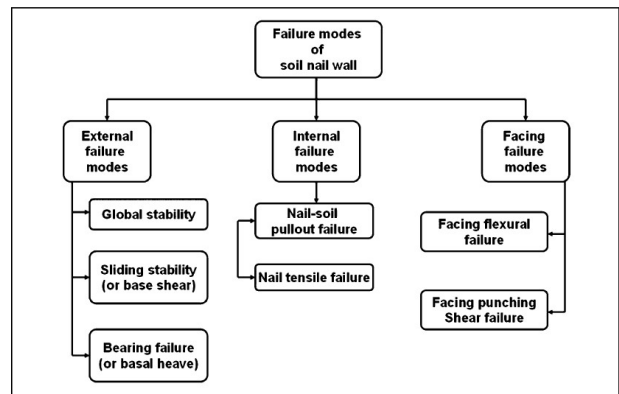 Failure modes
of
soil nail wall
External
failure
modes
Internal
failure
modes
Facing
failure
modes
Global stability
Sliding stability
(or base shear)
Bearing failure
(or basal heave)
Nail-soil
pullout failure
Nail tensile failure
Facing flexural
failure
Facing punching
Shear failure